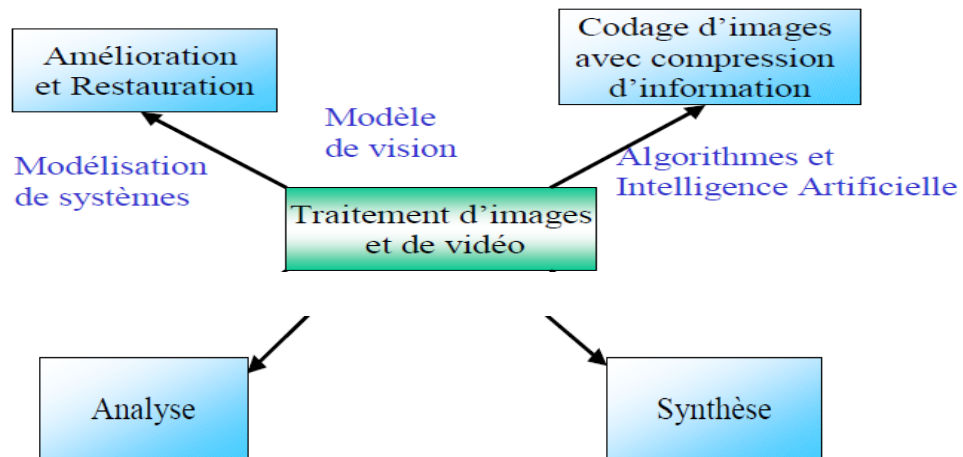 Amélioration
et Restauration
Codage d'images
avec compression
d'information
Modèle
de vision
Modélisation
de systèmes
Algorithmes et
Intelligence Artificielle
Traitement d'images
et de vidéo
Analyse
Synthèse